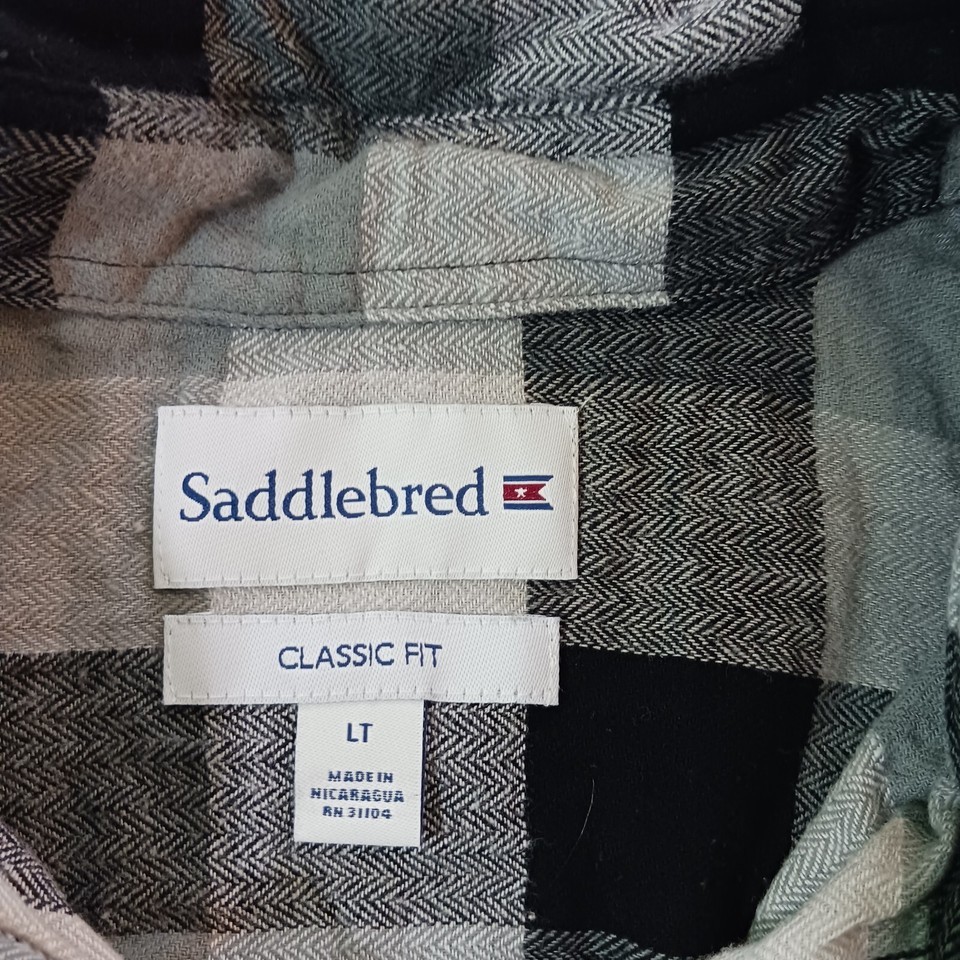 Saddlebred
CLASSIC FIT
LT
MADE IN
NICARAGUA
RN 31104